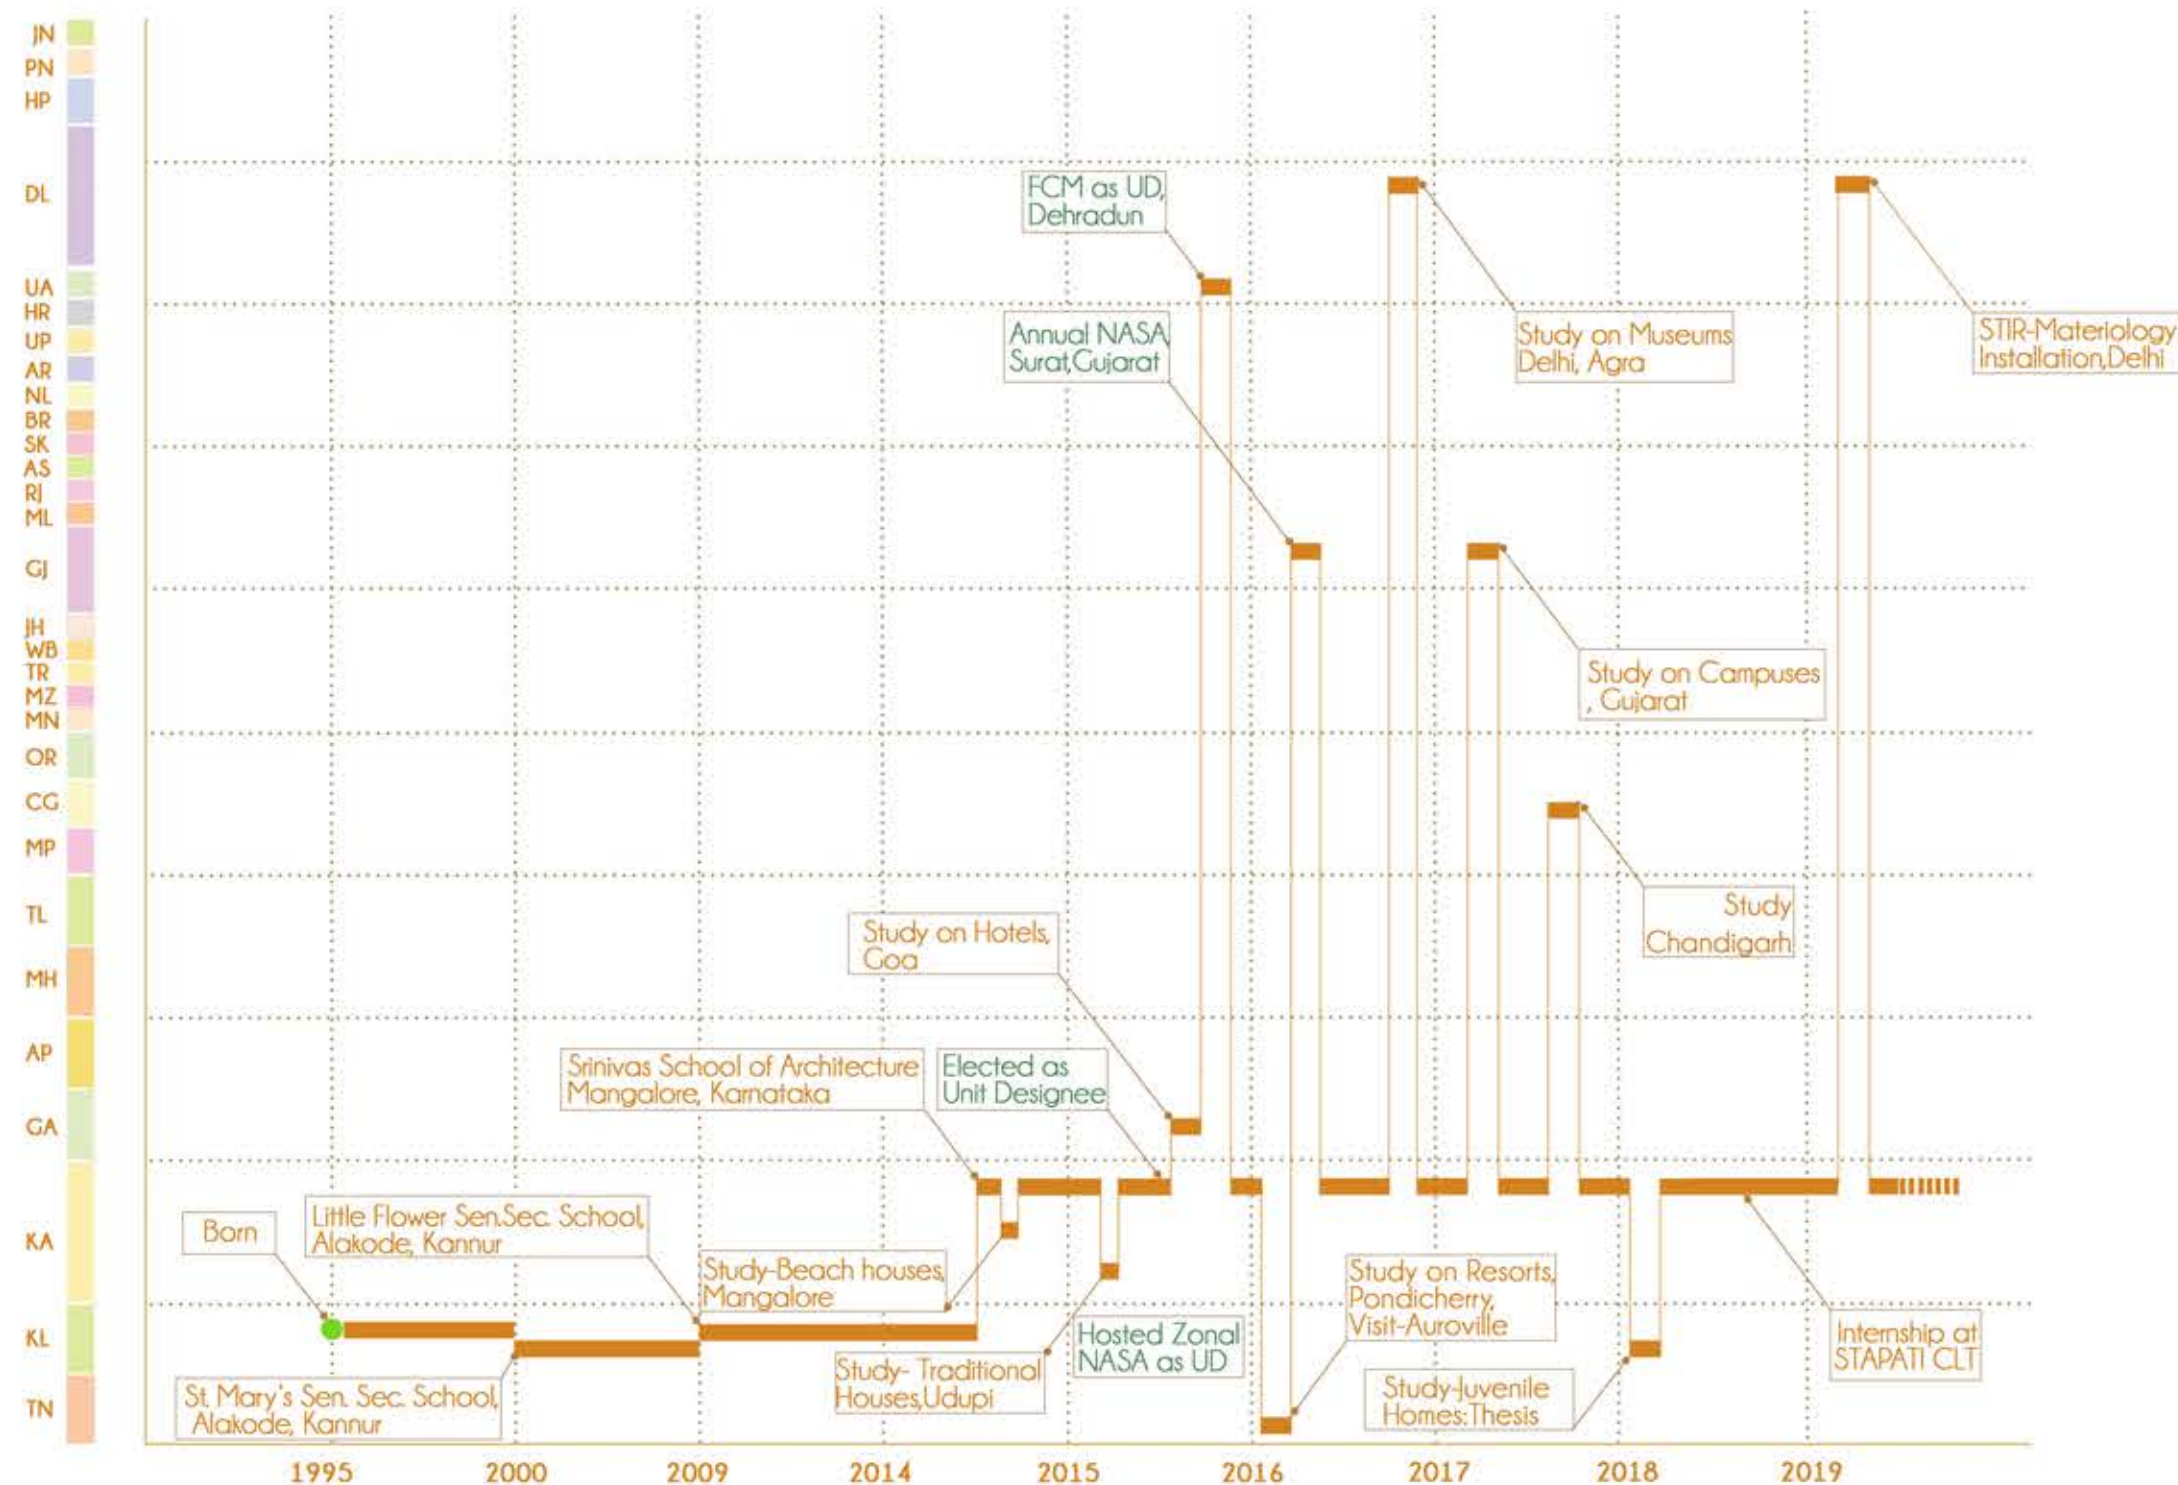 JN
PN
HP
DL
UA
HR
UP
AR
NL
BR
SK
AS
RJ
ML
GJ
JH
WB
TR
MZ
MN
OR
CG
MP
TL
MH
AP
GA
KA
KL
TN
FCM as UD,
Dehradun
Annual NASA
Surat,Gujarat
Study on Museums
Delhi, Agra
STIR-Materiology
Installation,Delhi
Study on Campuses
, Gujarat
Study
Chandigarh
Study on Hotels,
Goa
Srinivas School of Architecture
Mangalore, Karnataka
Elected as
Unit Designee
Born
Little Flower Sen.Sec. School,
Alakode, Kannur
Study-Beach houses,
Mangalore
St. Mary's Sen. Sec. School,
Alakode, Kannur
Study- Traditional
Houses,Udupi
Hosted Zonal
NASA as UD
Study on Resorts,
Pondicherry,
Visit-Auroville
Study-Juvenile
Homes:Thesis
Internship at
STAPATI CLT
1995
2000
2009
2014
2015
2016
2017
2018
2019